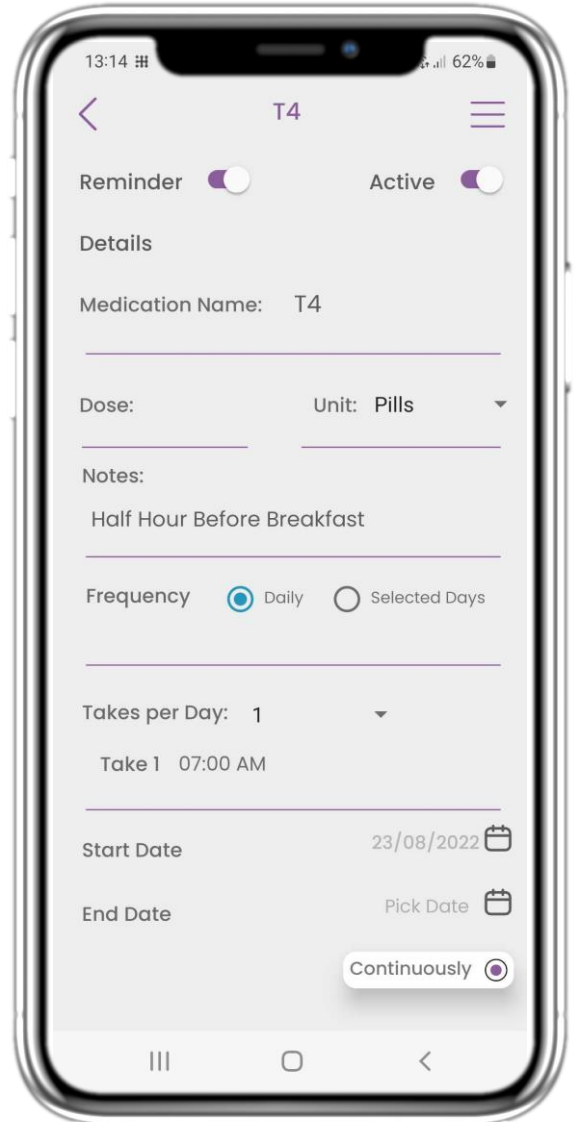 13:14 62%
T4
Reminder Active
Details
Medication Name: T4
Dose: Unit: Pills
Notes:
Half Hour Before Breakfast
Frequency Daily Selected Days
Takes per Day: 1
Take 1 07:00 AM
Start Date 23/08/2022
End Date Pick Date
Continuously